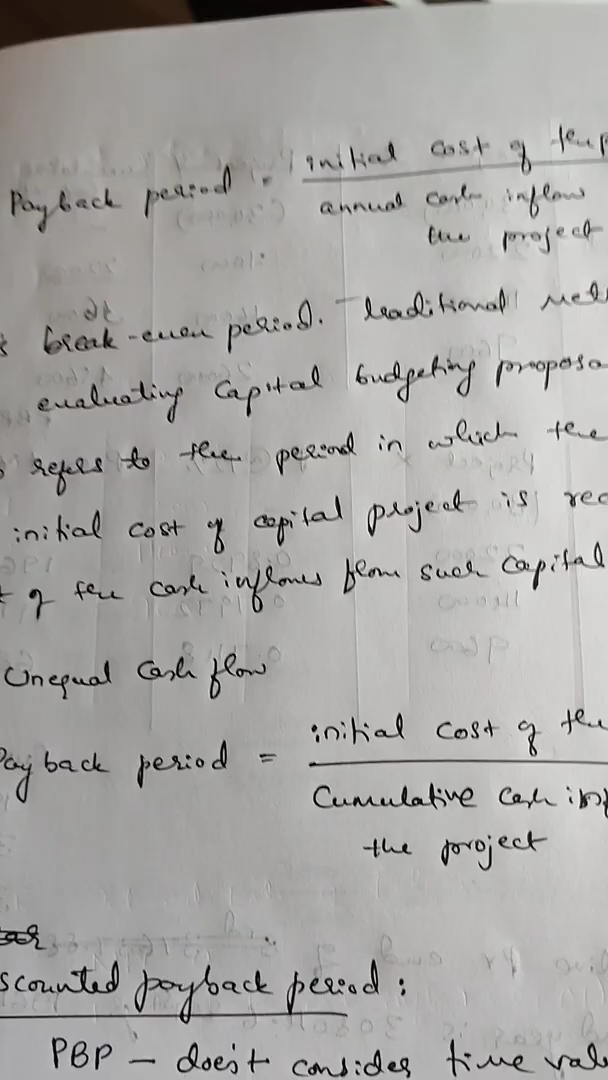 Payback period = initial cost of the p
annual cash inflow
the project
break-even period. Traditional met
evaluating Capital budgeting proposa
refers to the period in which the
initial cost of capital project is rec
of the cash inflows from such capital
Unequal Cash flow
Payback period = initial cost of the
Cumulative cash inf
the project
scounted payback period :
PBP - does't consider time val